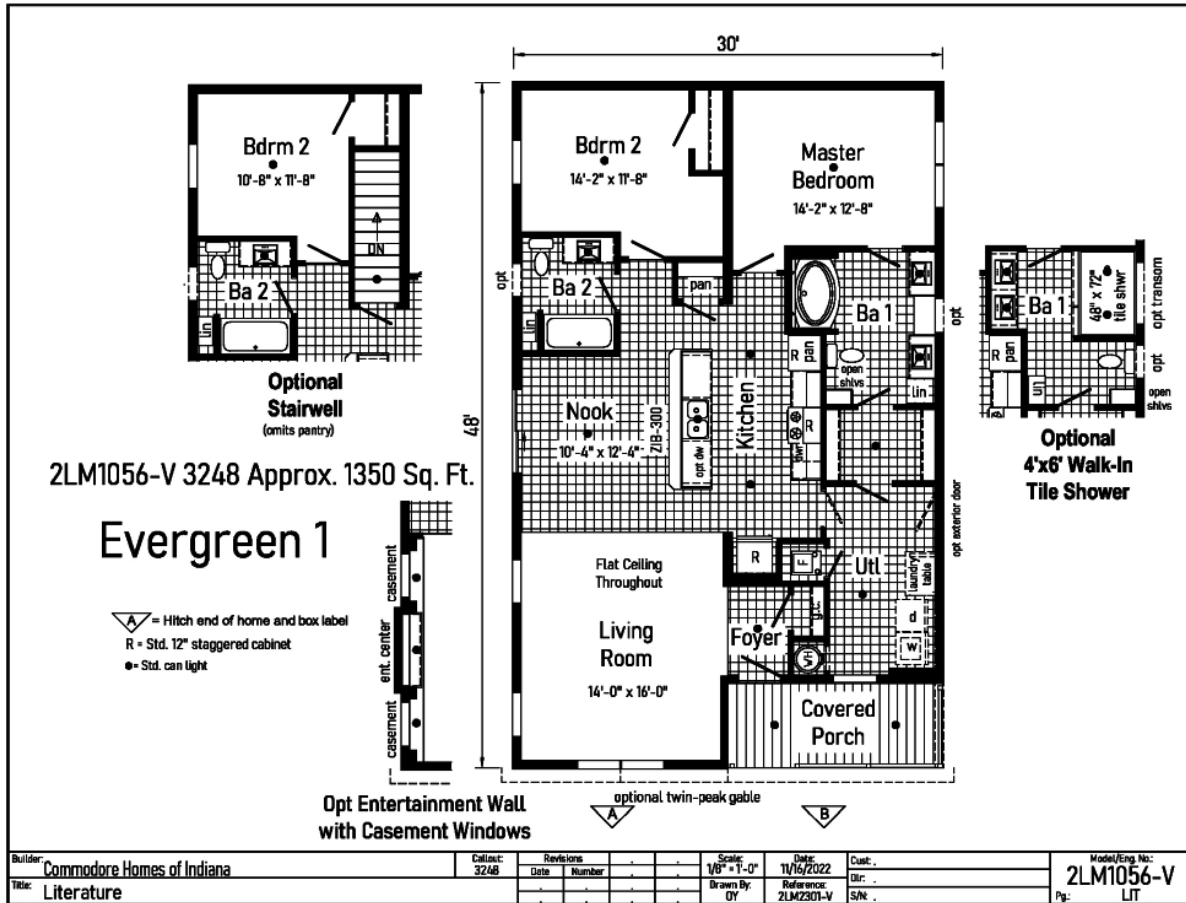 30'
48'
Bdrm 2
10'-8" x 11'-8"
DN
Ba 2
lin
Optional
Stairwell
(omits pantry)
Bdrm 2
14'-2" x 11'-8"
Master
Bedroom
14'-2" x 12'-8"
opt
Ba 2
lin
pan
Ba 1
opt
R
pan
open
shlvs
lin
Nook
10'-4" x 12'-4"
ZIB-300
opt dw
Kitchen
R
dwr
Ba 1
48" x 72"
tile shwr
opt transom
R
pan
lin
opt
open
shlvs
Optional
4'x6' Walk-In
Tile Shower
2LM1056-V 3248 Approx. 1350 Sq. Ft.
Evergreen 1
A = Hitch end of home and box label
R = Std. 12" staggered cabinet
●= Std. can light
casement
ent. center
casement
Opt Entertainment Wall
with Casement Windows
Flat Ceiling
Throughout
Living
Room
14'-0" x 16'-0"
R
F
Utl
opt exterior door
laundry
table
d
w
Foyer
g.c.
WH
Covered
Porch
optional twin-peak gable
A
B
Builder: Commodore Homes of Indiana
Title: Literature
Callout:
3248
Revisions
Date Number
Scale:
1/8" = 1'-0"
Drawn By:
OY
Date:
11/16/2022
Reference:
2LM2301-V
Cust: .
Dlr: .
S/N: .
Model/Eng. No.:
2LM1056-V
Pg.: LIT